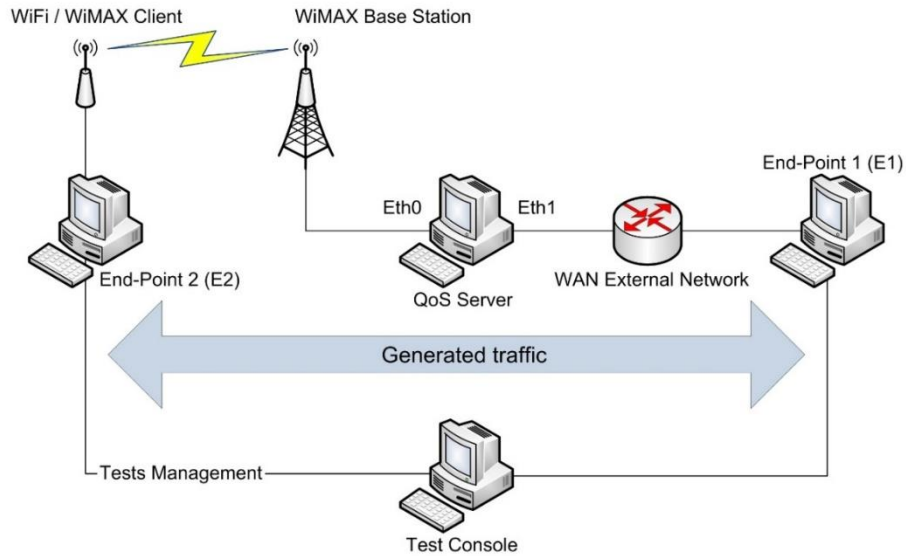 WiFi / WiMAX Client
WiMAX Base Station
End-Point 1 (E1)
Eth0
Eth1
End-Point 2 (E2)
QoS Server
WAN External Network
Generated traffic
Tests Management
Test Console